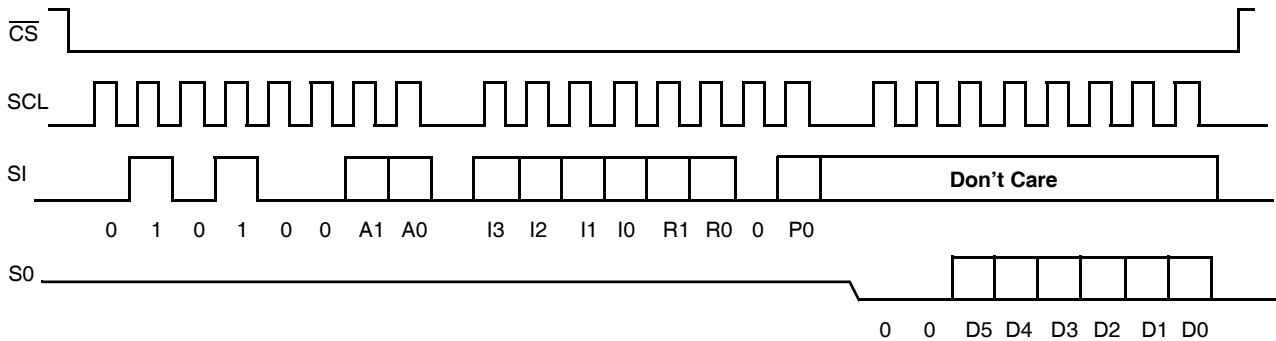 CS
SCL
SI
Don't Care
0 1 0 1 0 0 A1 A0 I3 I2 I1 I0 R1 R0 0 P0
S0
0 0 D5 D4 D3 D2 D1 D0